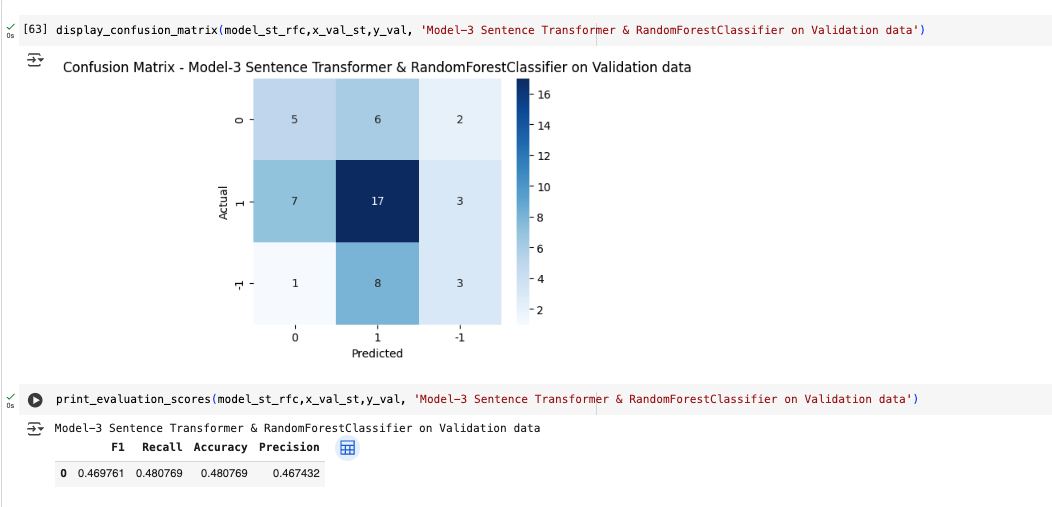 [63] display_confusion_matrix(model_st_rfc,x_val_st,y_val, 'Model-3 Sentence Transformer & RandomForestClassifier on Validation data')
0s
Confusion Matrix - Model-3 Sentence Transformer & RandomForestClassifier on Validation data
16
0 5 6 2
14
12
Actual
1 7 17 3
10
8
6
-1 1 8 3
4
2
0 1 -1
Predicted
print_evaluation_scores(model_st_rfc,x_val_st,y_val, 'Model-3 Sentence Transformer & RandomForestClassifier on Validation data')
0s
Model-3 Sentence Transformer & RandomForestClassifier on Validation data
F1 Recall Accuracy Precision
0 0.469761 0.480769 0.480769 0.467432